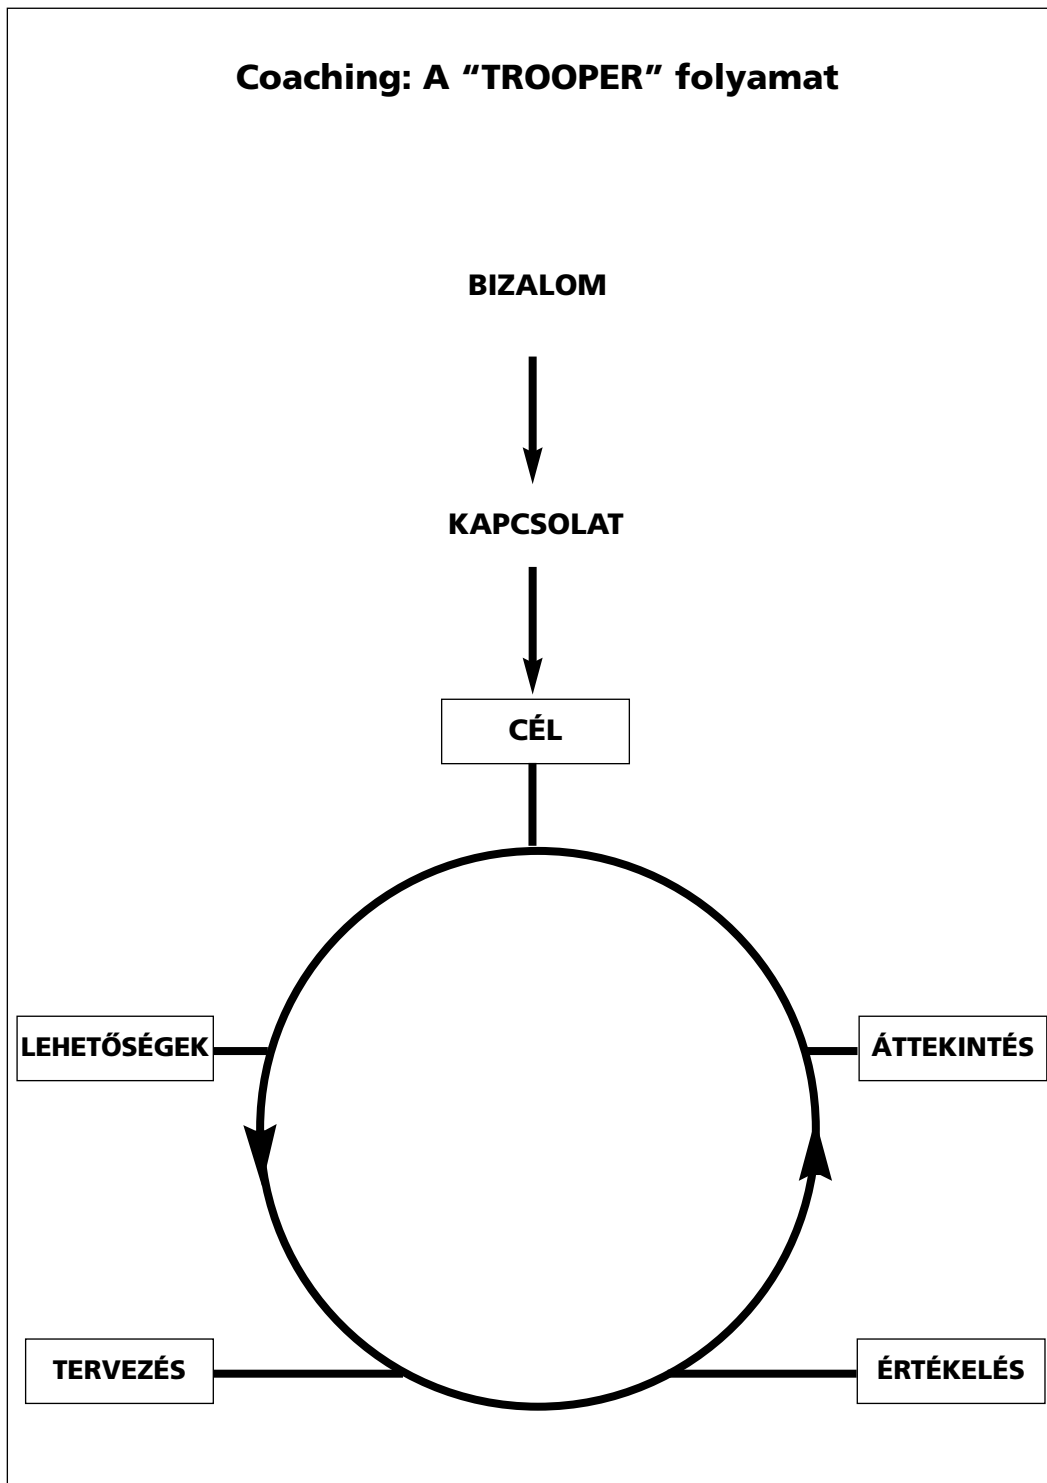 Coaching: A “TROOPER” folyamat
BIZALOM
KAPCSOLAT
CÉL
LEHETŐSÉGEK
ÁTTEKINTÉS
TERVEZÉS
ÉRTÉKELÉS